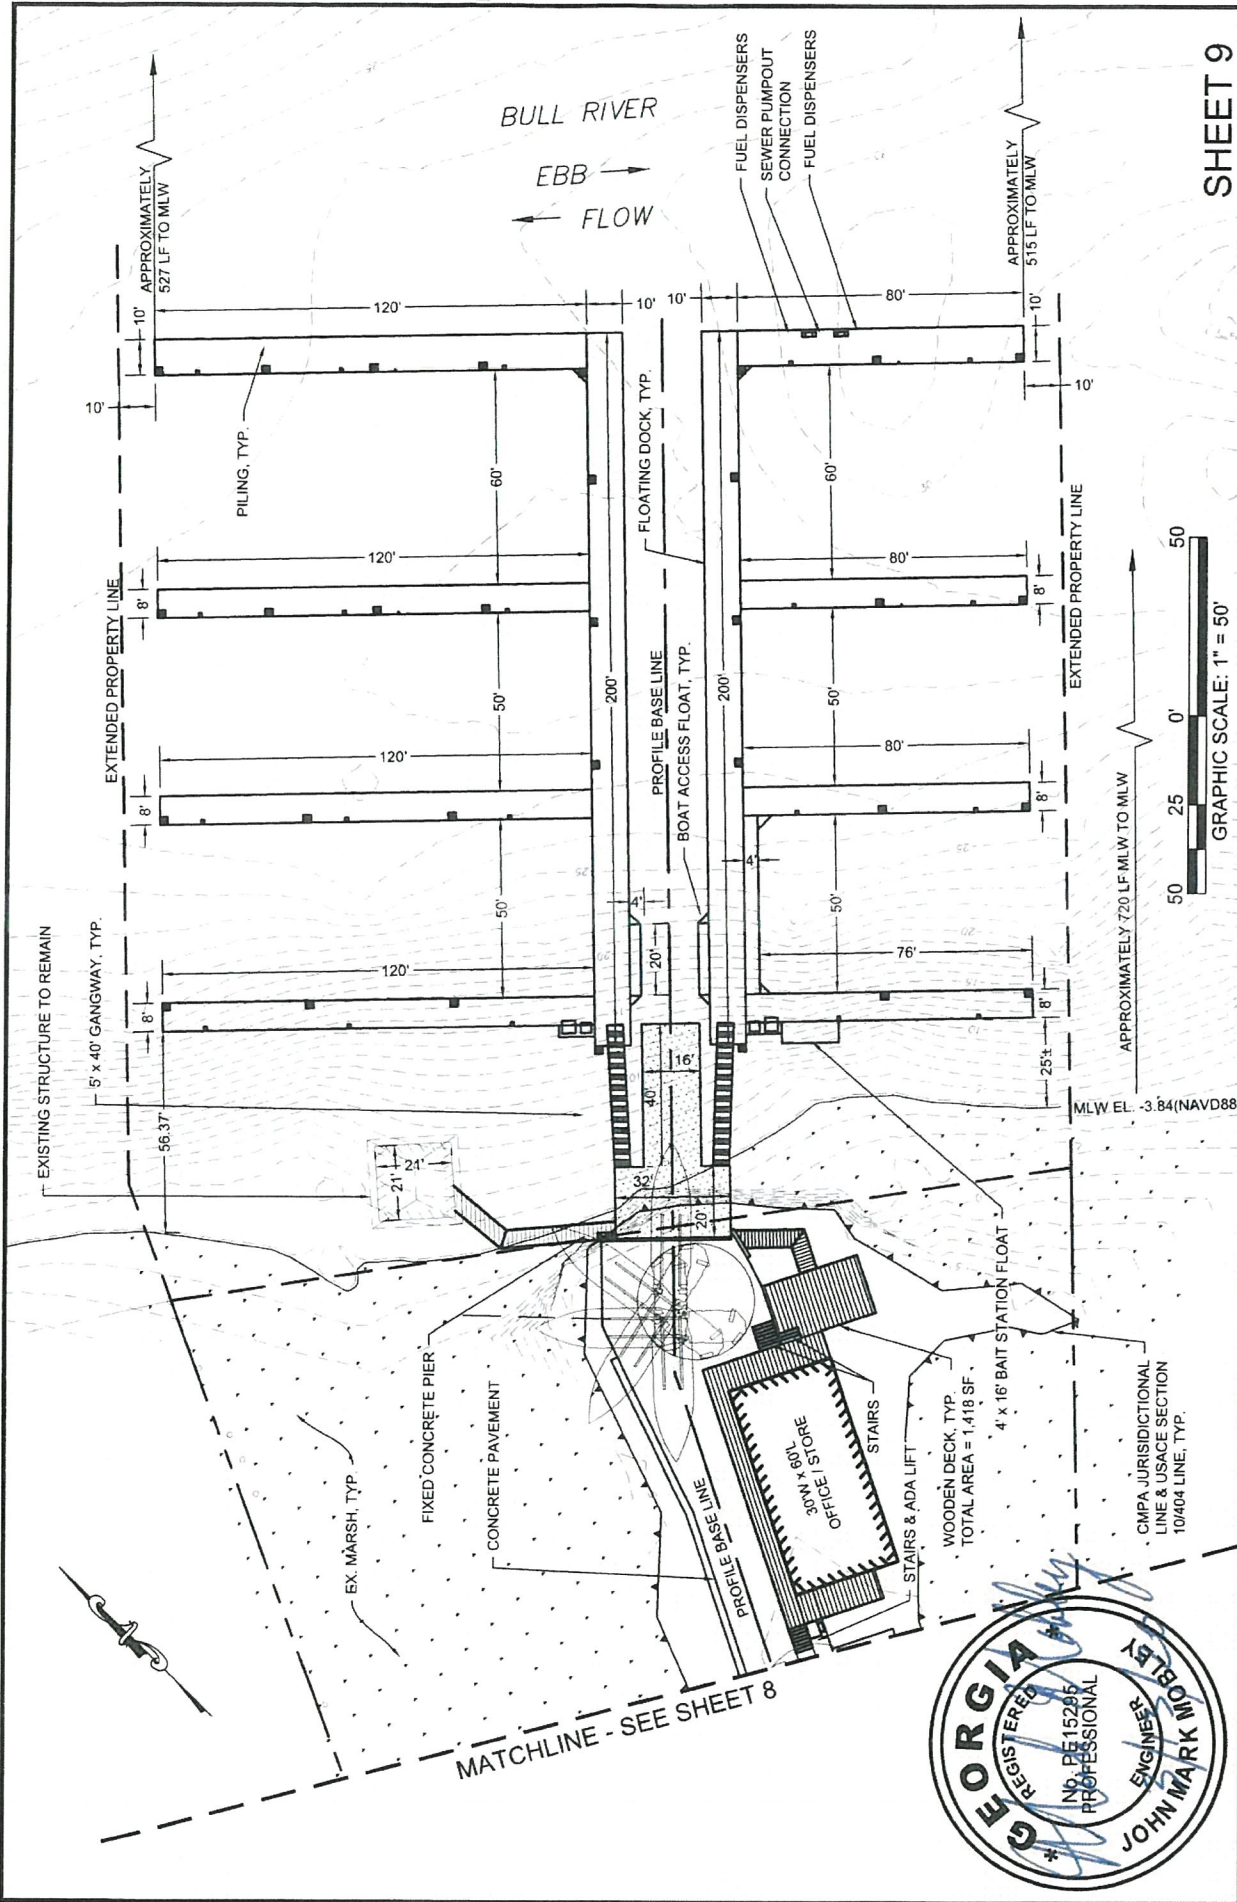 BULL RIVER
EBB
FLOW
APPROXIMATELY
527 LF TO MLW
FUEL DISPENSERS
SEWER PUMPOUT
CONNECTION
FUEL DISPENSERS
APPROXIMATELY
515 LF TO MLW
SHEET 9
10'
120'
10'
10'
80'
10'
10'
10'
PILING, TYP.
60'
FLOATING DOCK, TYP.
60'
EXTENDED PROPERTY LINE
8'
120'
80'
8'
EXTENDED PROPERTY LINE
50'
200'
PROFILE BASE LINE
200'
50'
8'
120'
80'
8'
BOAT ACCESS FLOAT, TYP.
4'
50'
4'
20'
50'
8'
120'
76'
8'
EXISTING STRUCTURE TO REMAIN
5' x 40' GANGWAY, TYP.
56.37'
16'
40'
25'±
APPROXIMATELY 720 LF MLW TO MLW
MLW EL. -3.84(NAVD88
50
25
0'
50
GRAPHIC SCALE: 1" = 50'
21'
21'
32'
20'
EX. MARSH, TYP.
FIXED CONCRETE PIER
CONCRETE PAVEMENT
PROFILE BASE LINE
30'W x 60'L
OFFICE / STORE
STAIRS
STAIRS & ADA LIFT
WOODEN DECK, TYP.
TOTAL AREA = 1,418 SF
4' x 16' BAIT STATION FLOAT
CMPA JURISIDICTIONAL
LINE & USACE SECTION
10/404 LINE, TYP.
MATCHLINE - SEE SHEET 8
* GEORGIA *
REGISTERED
No. PE15295
PROFESSIONAL
ENGINEER
JOHN MARK MOBLEY